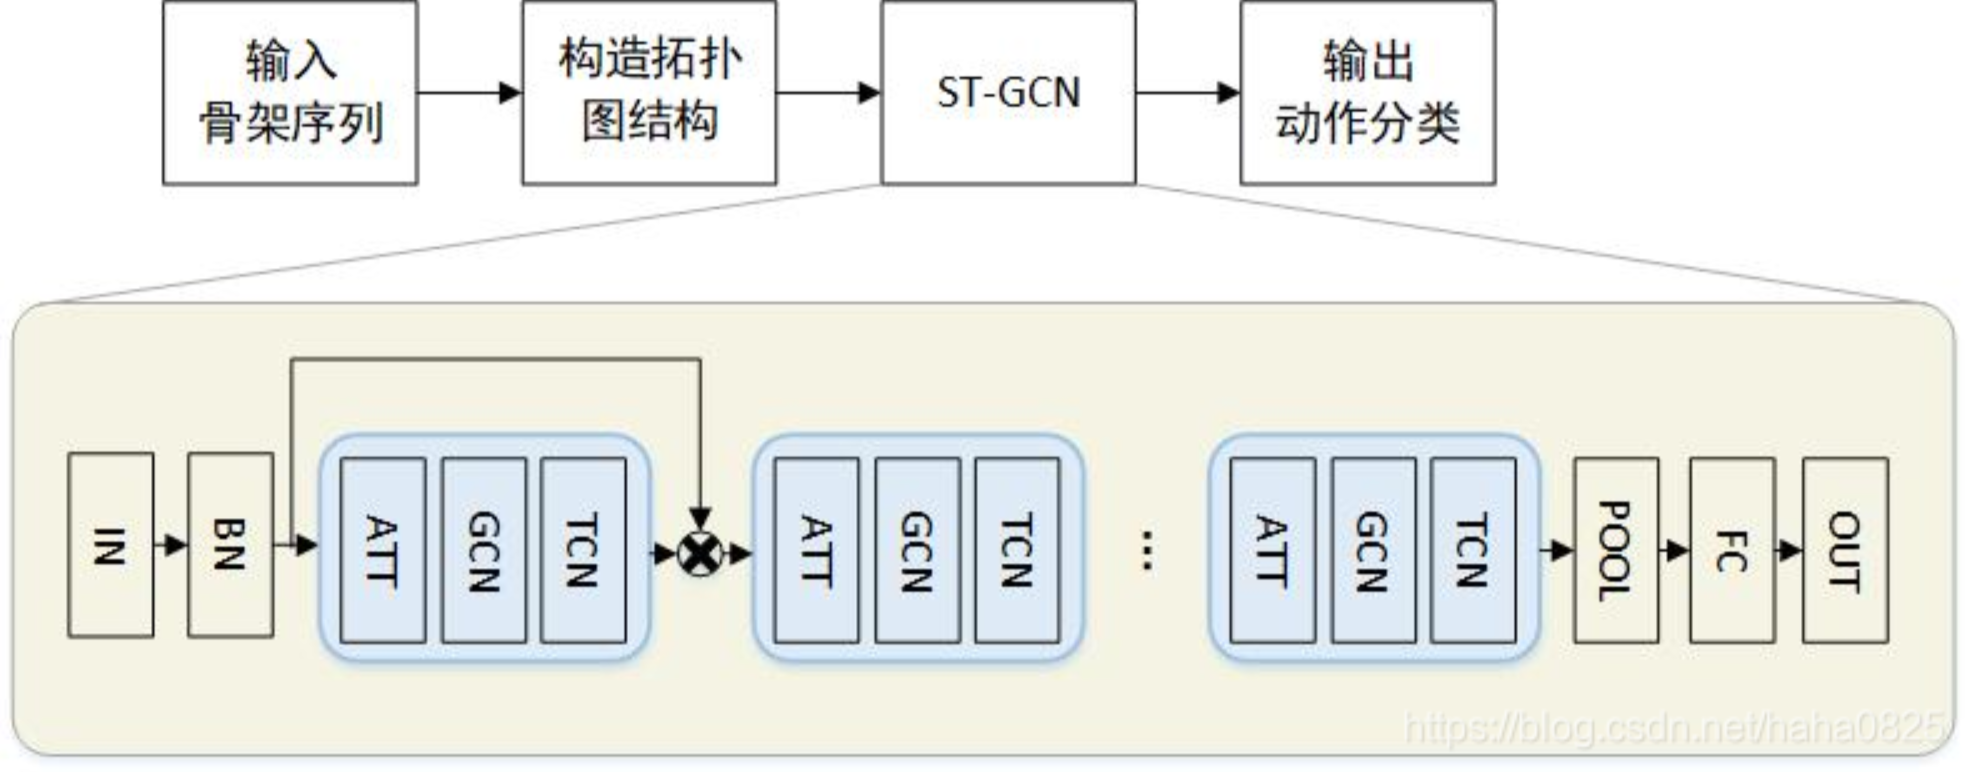 输入
骨架序列
构造拓扑
图结构
ST-GCN
输出
动作分类
IN
BN
ATT
GCN
TCN
ATT
GCN
TCN
...
ATT
GCN
TCN
POOL
FC
OUT
https://blog.csdn.net/haha0825